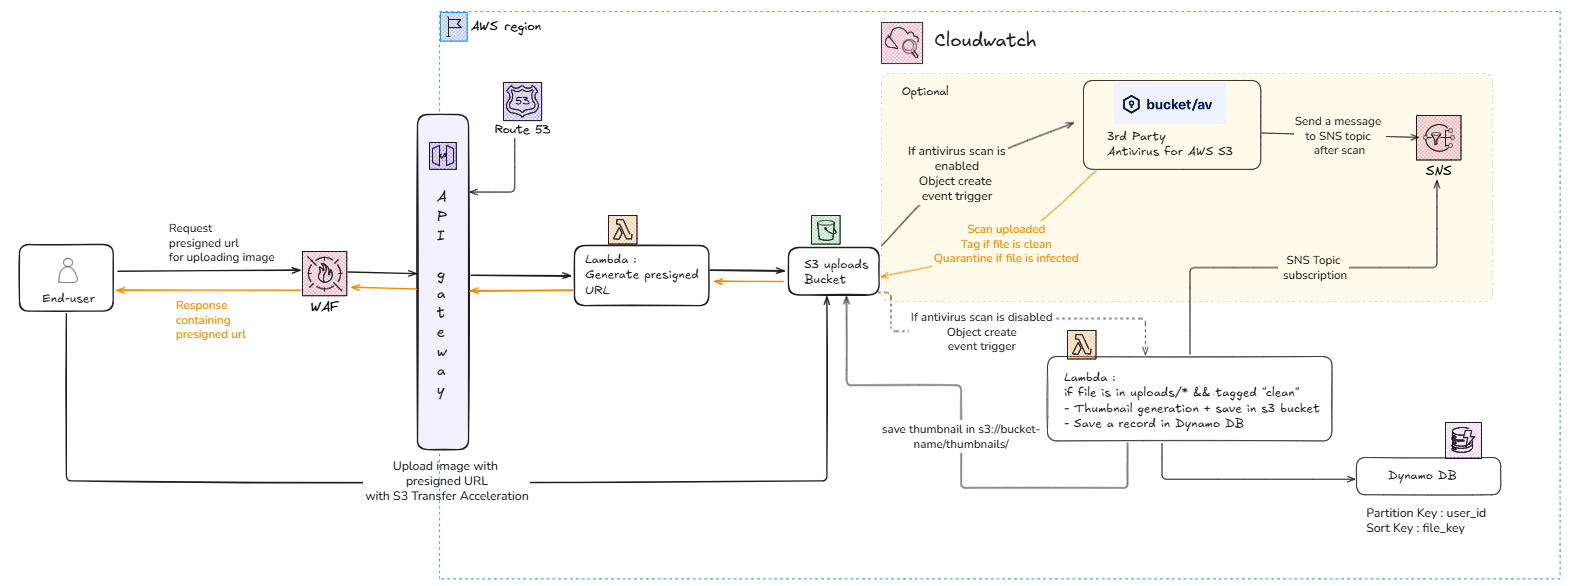 AWS region
Cloudwatch
Optional
bucket/av
3rd Party
Antivirus for AWS S3
Send a message
to SNS topic
after scan
SNS
53
Route 53
If antivirus scan is
enabled
Object create
event trigger
API gateway
Request
presigned url
for uploading image
Scan uploaded
Tag if file is clean
Quarantine if file is infected
Lambda :
Generate presigned
URL
S3 uploads
Bucket
SNS Topic
subscription
End-user
WAF
Response
containing
presigned url
If antivirus scan is disabled
Object create
event trigger
Lambda :
if file is in uploads/* && tagged "clean"
- Thumbnail generation + save in s3 bucket
- Save a record in Dynamo DB
save thumbnail in s3://bucket-
name/thumbnails/
Upload image with
presigned URL
with S3 Transfer Acceleration
Dynamo DB
Partition Key : user_id
Sort Key : file_key